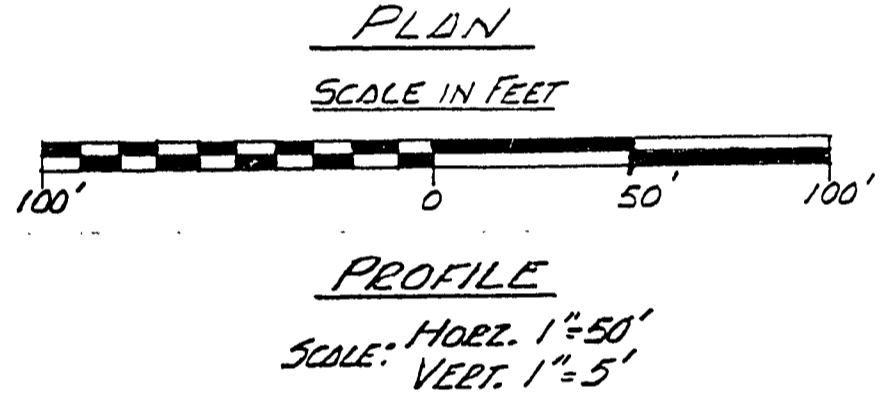 PLAN
SCALE IN FEET
100' 0 50' 100'
PROFILE
SCALE: HORZ. 1"=50'
VERT. 1"=5'